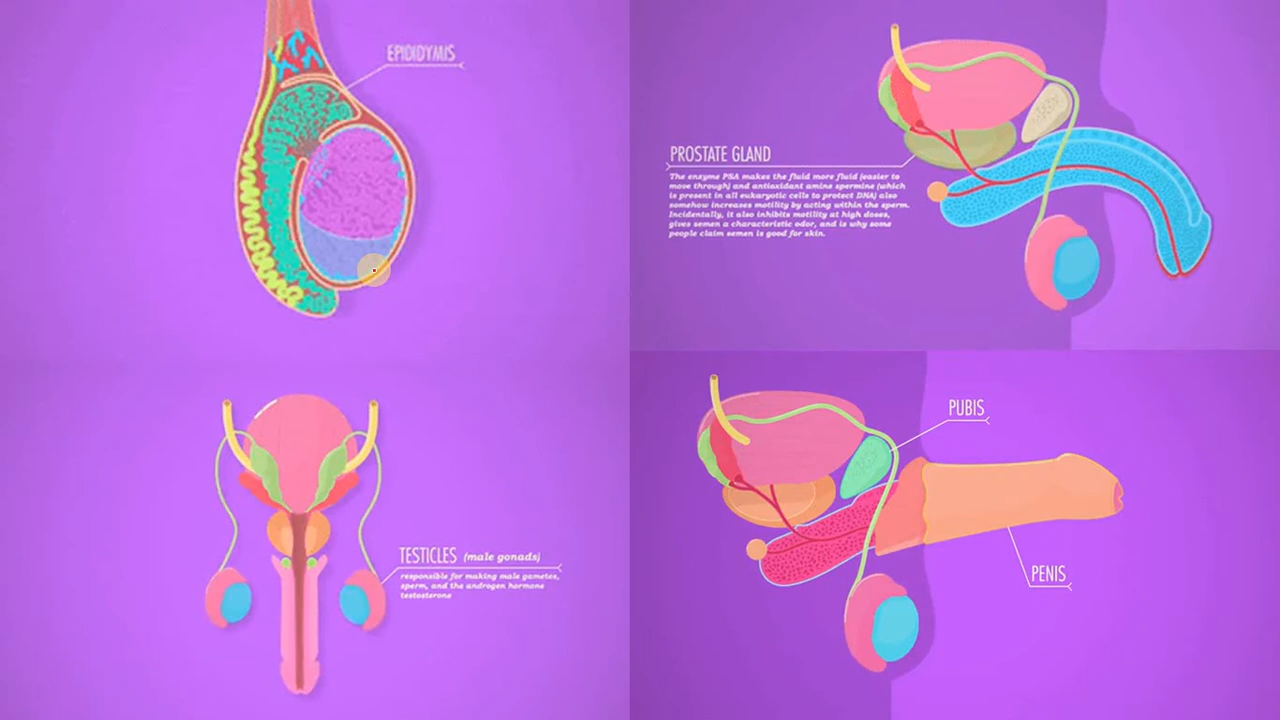 EPIDIDYMIS
PROSTATE GLAND
The enzyme PSA makes the fluid more fluid (easier to
move through) and antioxidant amine spermine (which
is present in all eukaryotic cells to protect DNA) also
somehow increases motility by acting within the sperm.
Incidentally, it also inhibits motility at high doses,
gives semen a characteristic odor, and is why some
people claim semen is good for skin.
TESTICLES (male gonads)
responsible for making male gametes,
sperm, and the androgen hormone
testosterone
PUBIS
PENIS